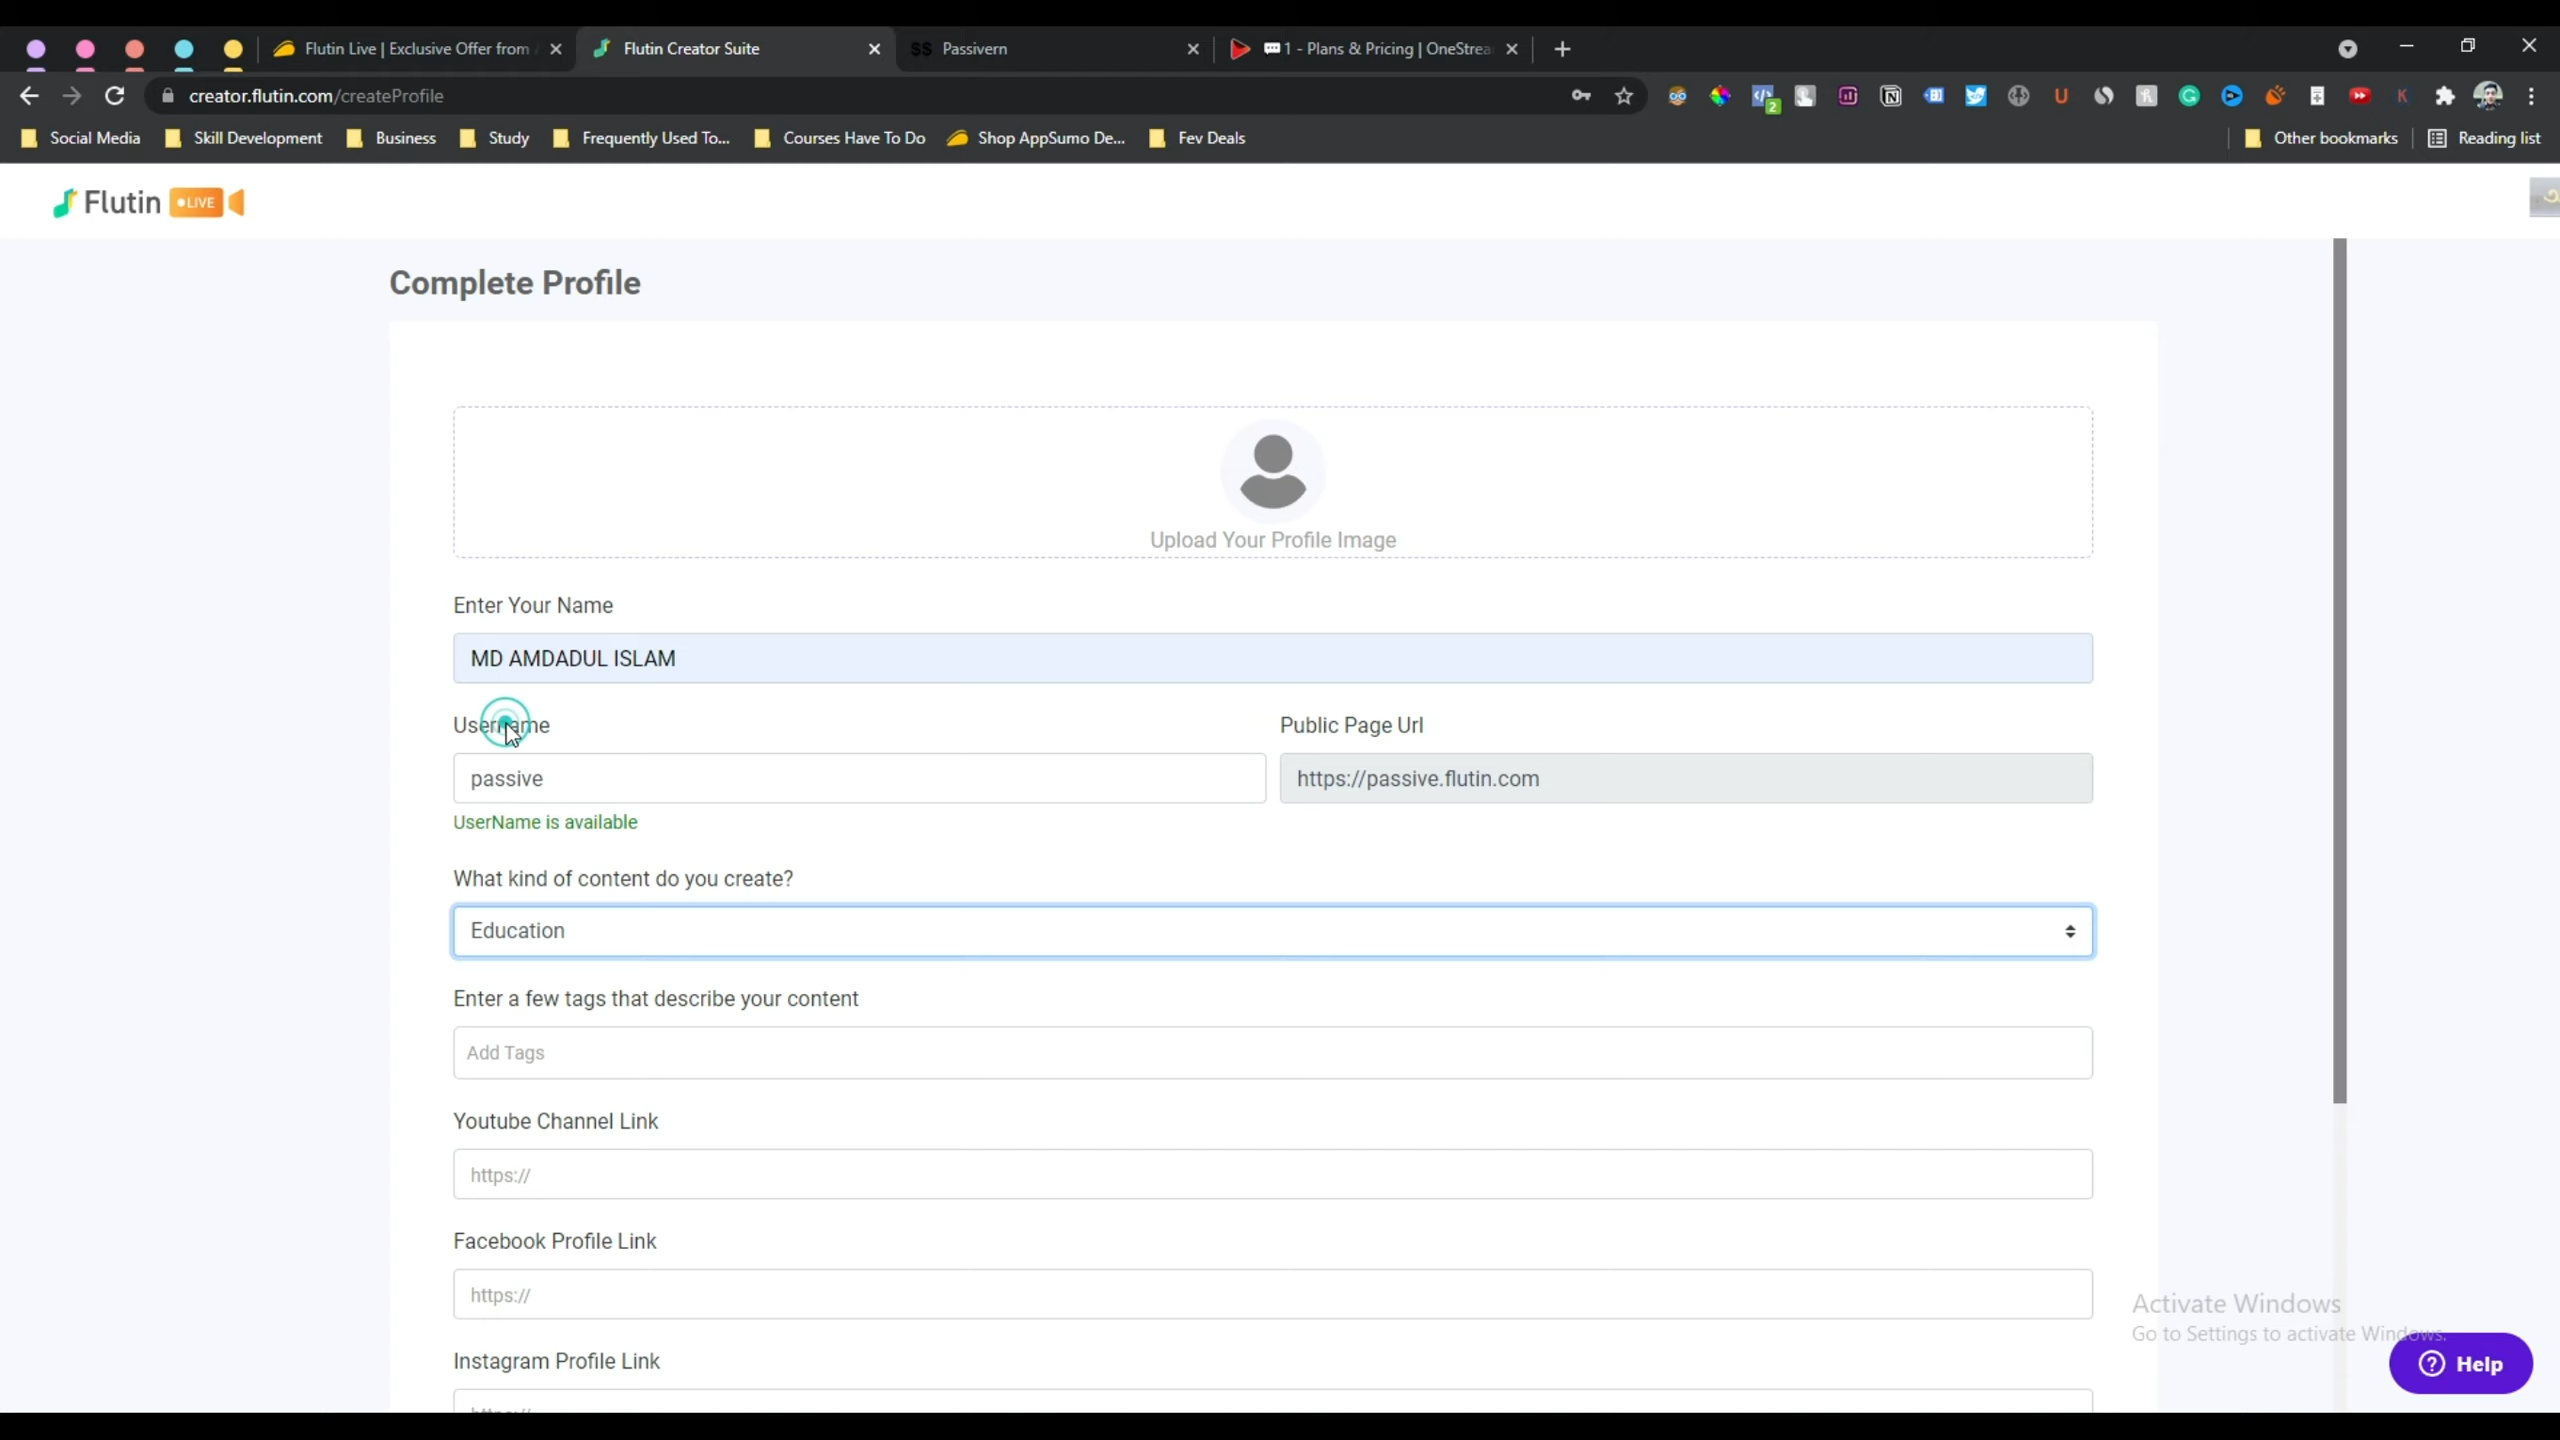 Flutin Live | Exclusive Offer from
Flutin Creator Suite
$$ Passivern
1 - Plans & Pricing | OneStrea
creator.flutin.com/createProfile
2
Social Media
Skill Development
Business
Study
Frequently Used To...
Courses Have To Do
Shop AppSumo De...
Fev Deals
Other bookmarks
Reading list
Flutin LIVE
Complete Profile
Upload Your Profile Image
Enter Your Name
MD AMDADUL ISLAM
Username
Public Page Url
passive
https://passive.flutin.com
UserName is available
What kind of content do you create?
Education
Enter a few tags that describe your content
Add Tags
Youtube Channel Link
https://
Facebook Profile Link
https://
Instagram Profile Link
Activate Windows
Go to Settings to activate Windows.
Help